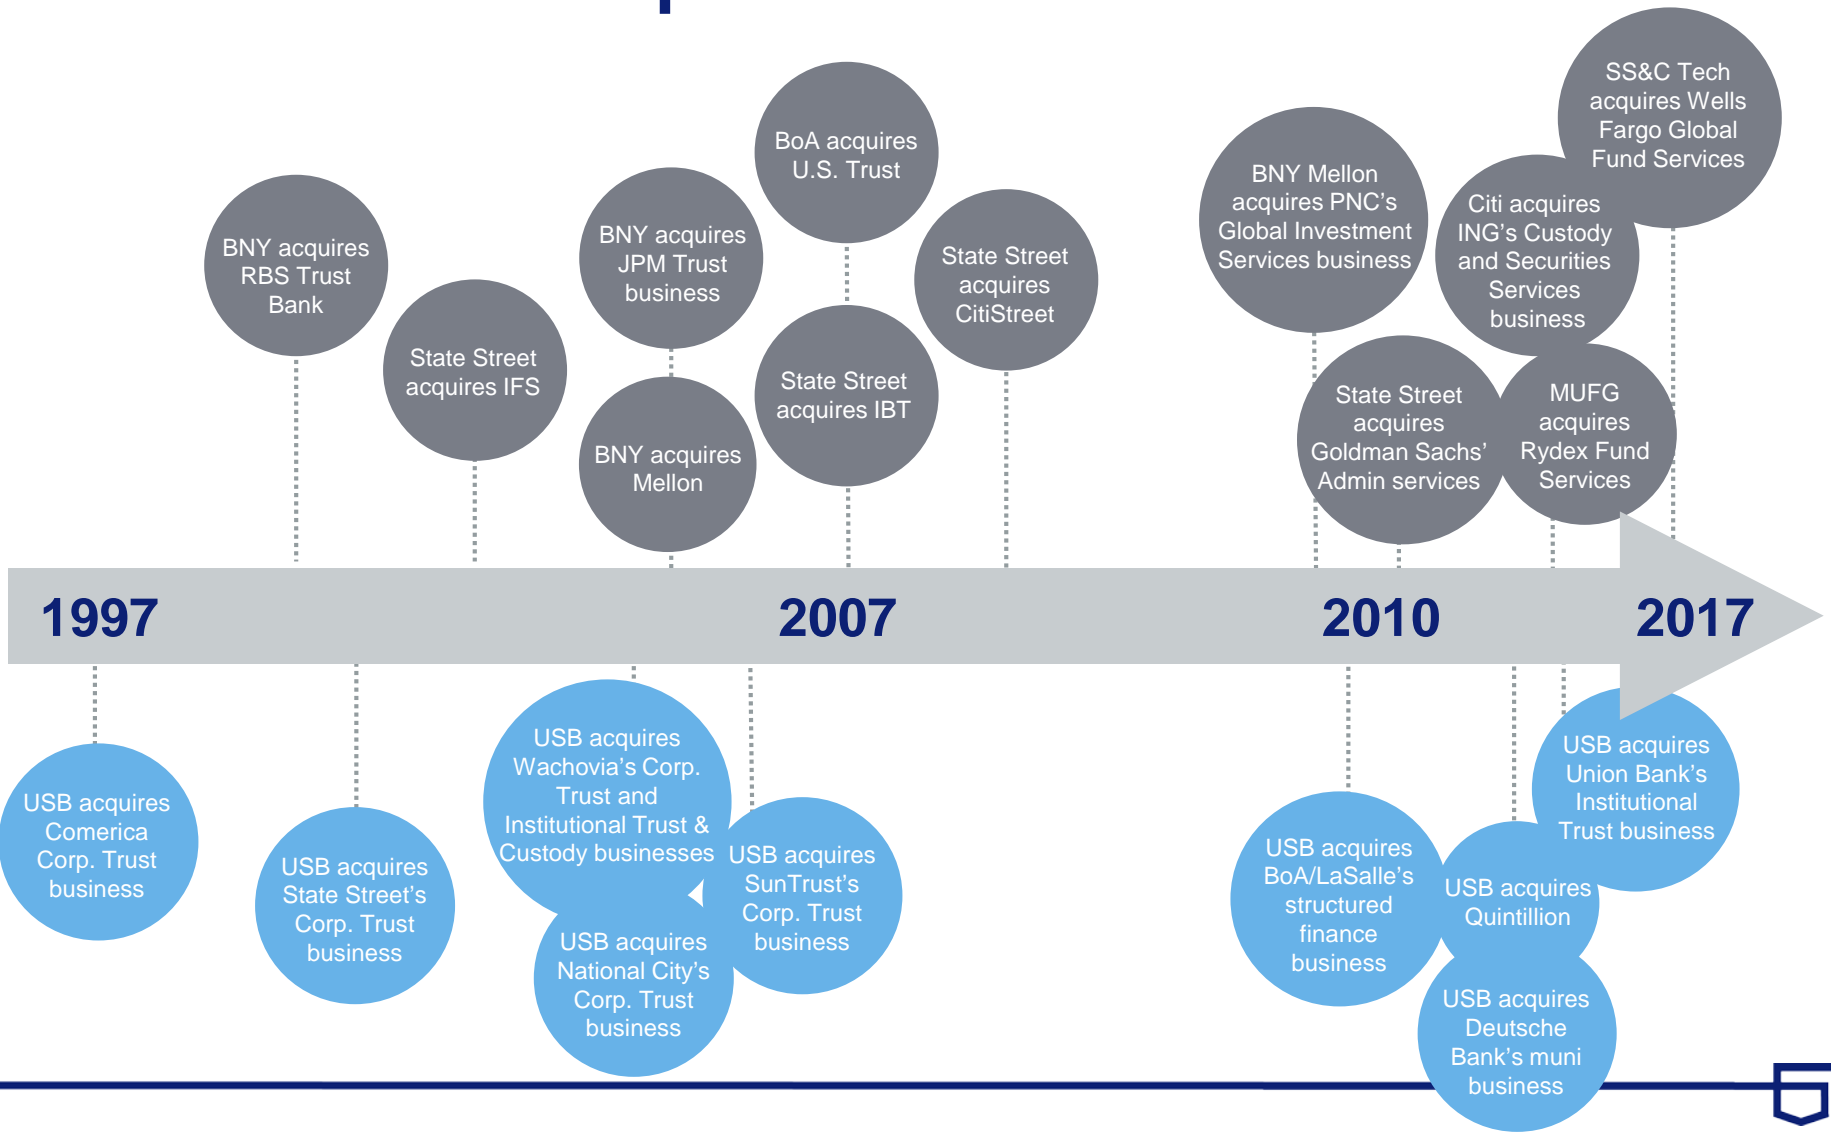 SS&C Tech
acquires Wells
Fargo Global
Fund Services
BoA acquires
U.S. Trust
BNY Mellon
acquires PNC’s
Global Investment
Services business
Citi acquires
ING’s Custody
and Securities
Services
business
BNY acquires
RBS Trust
Bank
BNY acquires
JPM Trust
business
State Street
acquires
CitiStreet
State Street
acquires IFS
State Street
acquires IBT
State Street
acquires
Goldman Sachs’
Admin services
MUFG
acquires
Rydex Fund
Services
BNY acquires
Mellon
1997
2007
2010
2017
USB acquires
Comerica
Corp. Trust
business
USB acquires
State Street’s
Corp. Trust
business
USB acquires
Wachovia’s Corp.
Trust and
Institutional Trust &
Custody businesses
USB acquires
National City’s
Corp. Trust
business
USB acquires
SunTrust’s
Corp. Trust
business
USB acquires
BoA/LaSalle’s
structured
finance
business
USB acquires
Quintillion
USB acquires
Union Bank’s
Institutional
Trust business
USB acquires
Deutsche
Bank’s muni
business